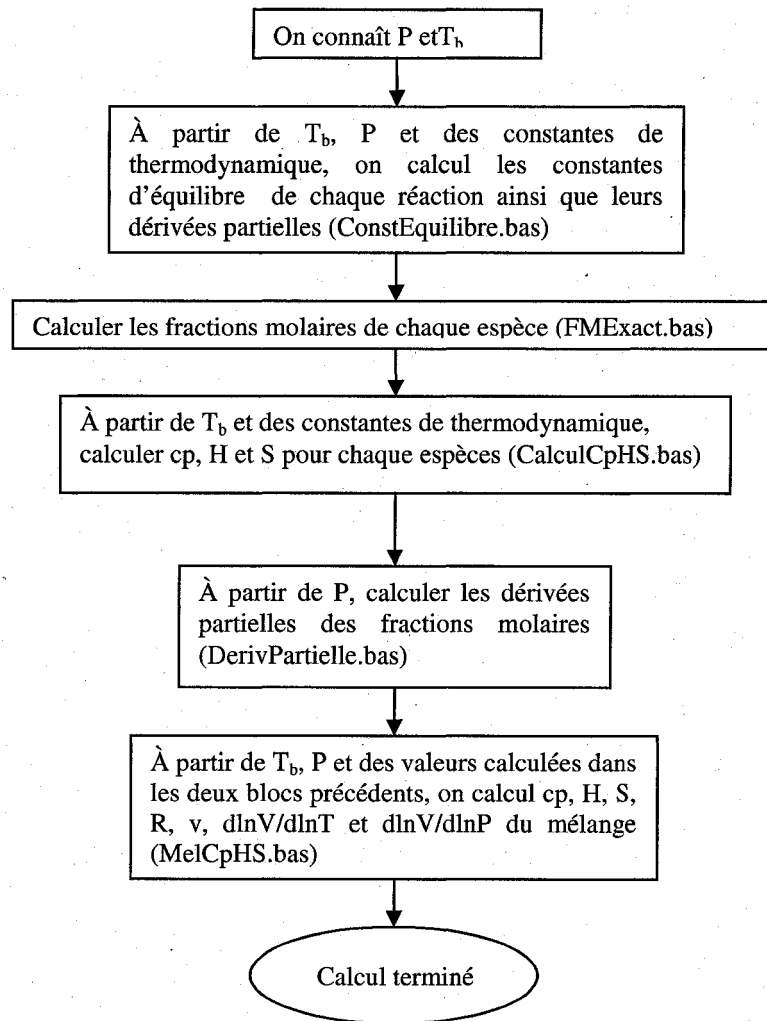 On connaît P etT_b
À partir de T_b, P et des constantes de
thermodynamique, on calcul les constantes
d'équilibre de chaque réaction ainsi que leurs
dérivées partielles (ConstEquilibre.bas)
Calculer les fractions molaires de chaque espèce (FMExact.bas)
À partir de T_b et des constantes de thermodynamique,
calculer cp, H et S pour chaque espèces (CalculCpHS.bas)
À partir de P, calculer les dérivées
partielles des fractions molaires
(DerivPartielle.bas)
À partir de T_b, P et des valeurs calculées dans
les deux blocs précédents, on calcul cp, H, S,
R, v, dlnV/dlnT et dlnV/dlnP du mélange
(MelCpHS.bas)
Calcul terminé